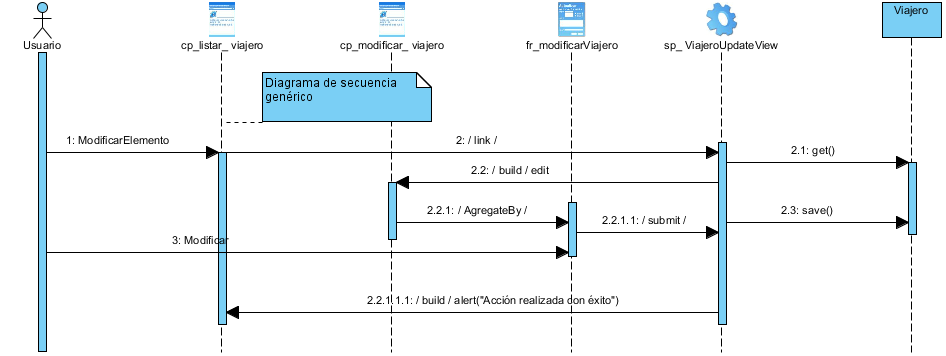 Viajero
Usuario
cp_listar_ viajero
cp_modificar_ viajero
fr_modificarViajero
sp_ ViajeroUpdateView
Diagrama de secuencia
genérico
1: ModificarElemento
2: / link /
2.1: get()
2.2: / build / edit
2.2.1: / AgregateBy /
2.2.1.1: / submit /
2.3: save()
3: Modificar
2.2.1.1.1: / build / alert("Acción realizada con éxito")